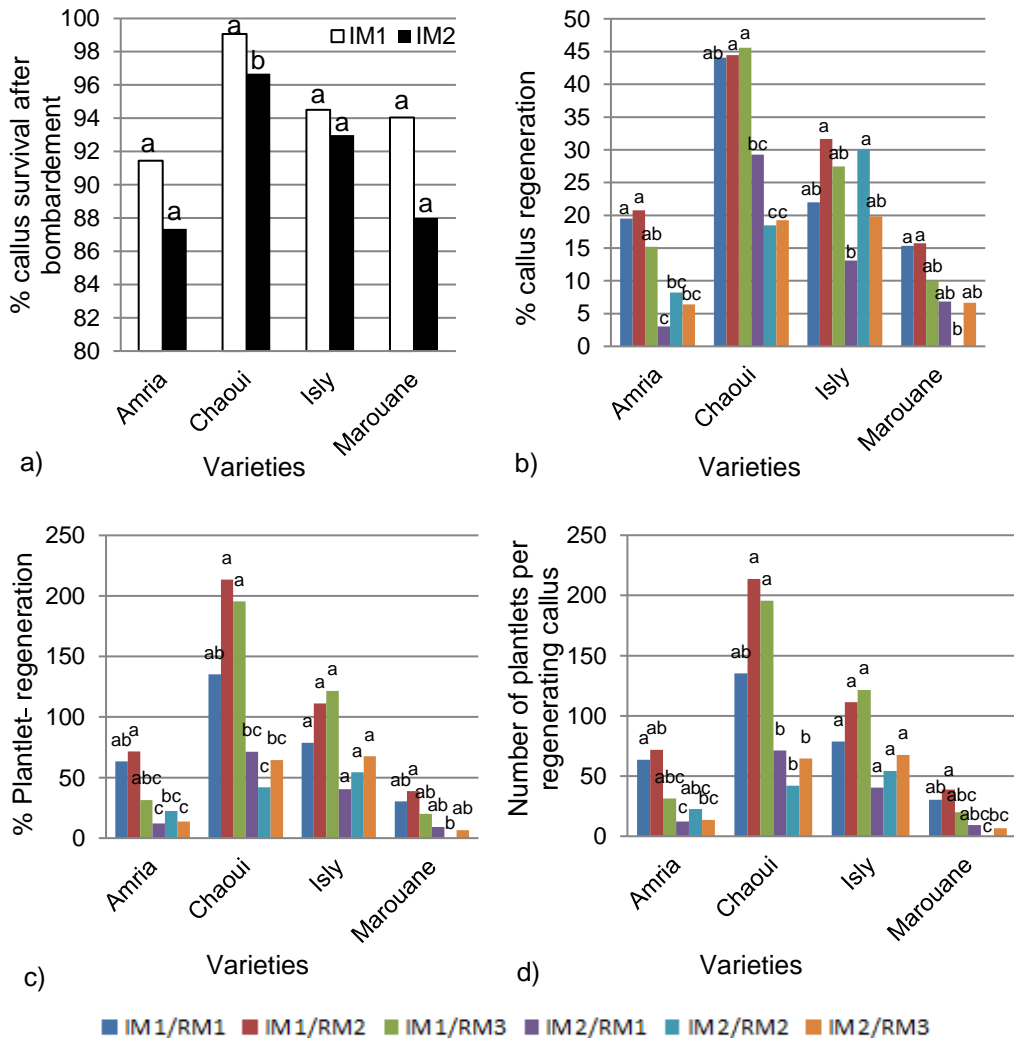 % callus survival after
bombardement
100
98
96
94
92
90
88
86
84
82
80
IM1 IM2
a a
a b
a a
a a
Amria
Chaoui
Isly
Marouane
a)
Varieties
% callus regeneration
50
45
40
35
30
25
20
15
10
5
0
a a ab c bc bc
ab a a bc c c
ab a ab b a ab
a a ab ab b ab
Amria
Chaoui
Isly
Marouane
b)
Varieties
% Plantlet- regeneration
250
200
150
100
50
0
ab a abc c bc c
ab a a bc c bc
a a a a a a
ab a ab ab b ab
Amria
Chaoui
Isly
Marouane
c)
Varieties
Number of plantlets per
regenerating callus
250
200
150
100
50
0
a a abc c abc bc
ab a a b b b
a a a a a a
ab a abc abc c bc
Amria
Chaoui
Isly
Marouane
d)
Varieties
IM1/RM1 IM1/RM2 IM1/RM3 IM2/RM1 IM2/RM2 IM2/RM3